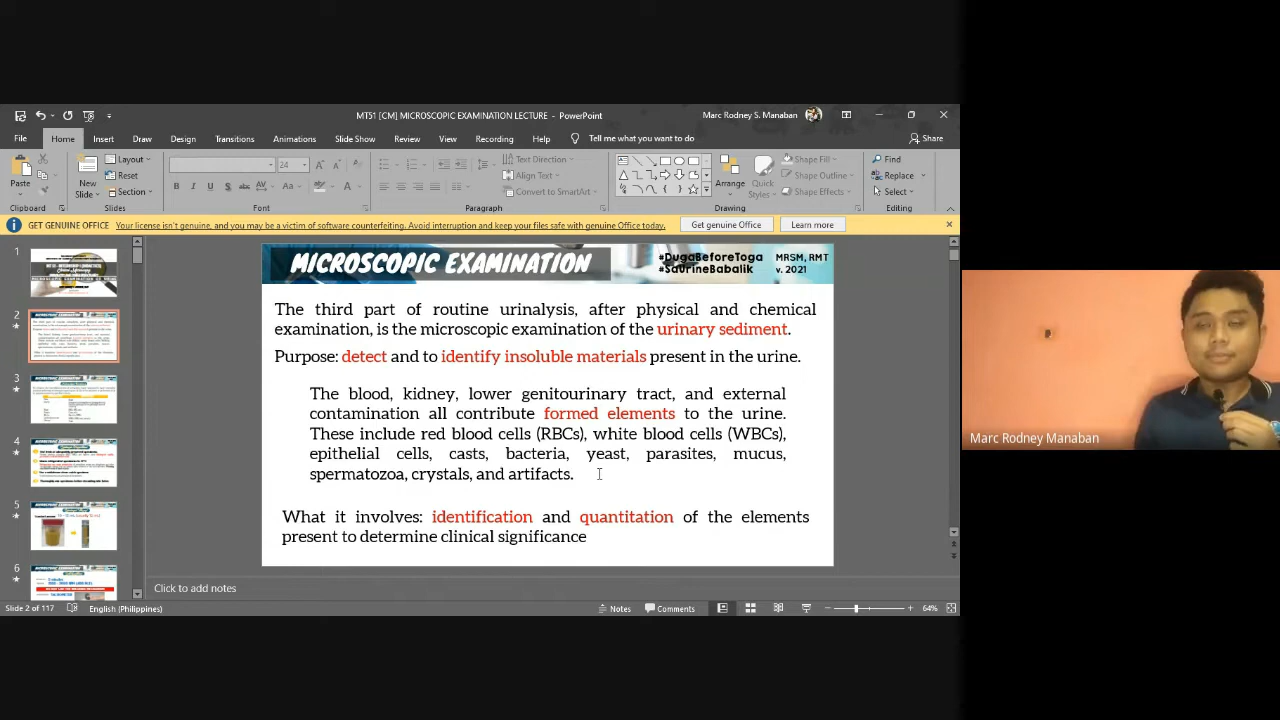 MT51 [CM] MICROSCOPIC EXAMINATION LECTURE - PowerPoint
Marc Rodney S. Manaban
File Home Insert Draw Design Transitions Animations Slide Show Review View Recording Help Tell me what you want to do
Share
Paste
Clipboard
New Slide
Layout
Reset
Section
Slides
24
Font
Text Direction
Align Text
Convert to SmartArt
Paragraph
Arrange
Quick Styles
Shape Fill
Shape Outline
Shape Effects
Drawing
Find
Replace
Select
Editing
GET GENUINE OFFICE Your license isn't genuine, and you may be a victim of software counterfeiting. Avoid interruption and keep your files safe with genuine Office today. Get genuine Office Learn more
1
2
3
4
5
6
MICROSCOPIC EXAMINATION
#DugaBeforeToga
#SaUrineBabalik
MRSM, RMT
v. 2021
The third part of routine urinalysis, after physical and chemical
examination, is the microscopic examination of the urinary sediment.
Purpose: detect and to identify insoluble materials present in the urine.
The blood, kidney, lower genitourinary tract, and external
contamination all contribute formed elements to the urine.
These include red blood cells (RBCs), white blood cells (WBCs),
epithelial cells, casts, bacteria, yeast, parasites, mucus,
spermatozoa, crystals, and artifacts.
What it involves: identification and quantitation of the elements
present to determine clinical significance
Click to add notes
Slide 2 of 117 English (Philippines) Notes Comments 64%
Marc Rodney Manaban